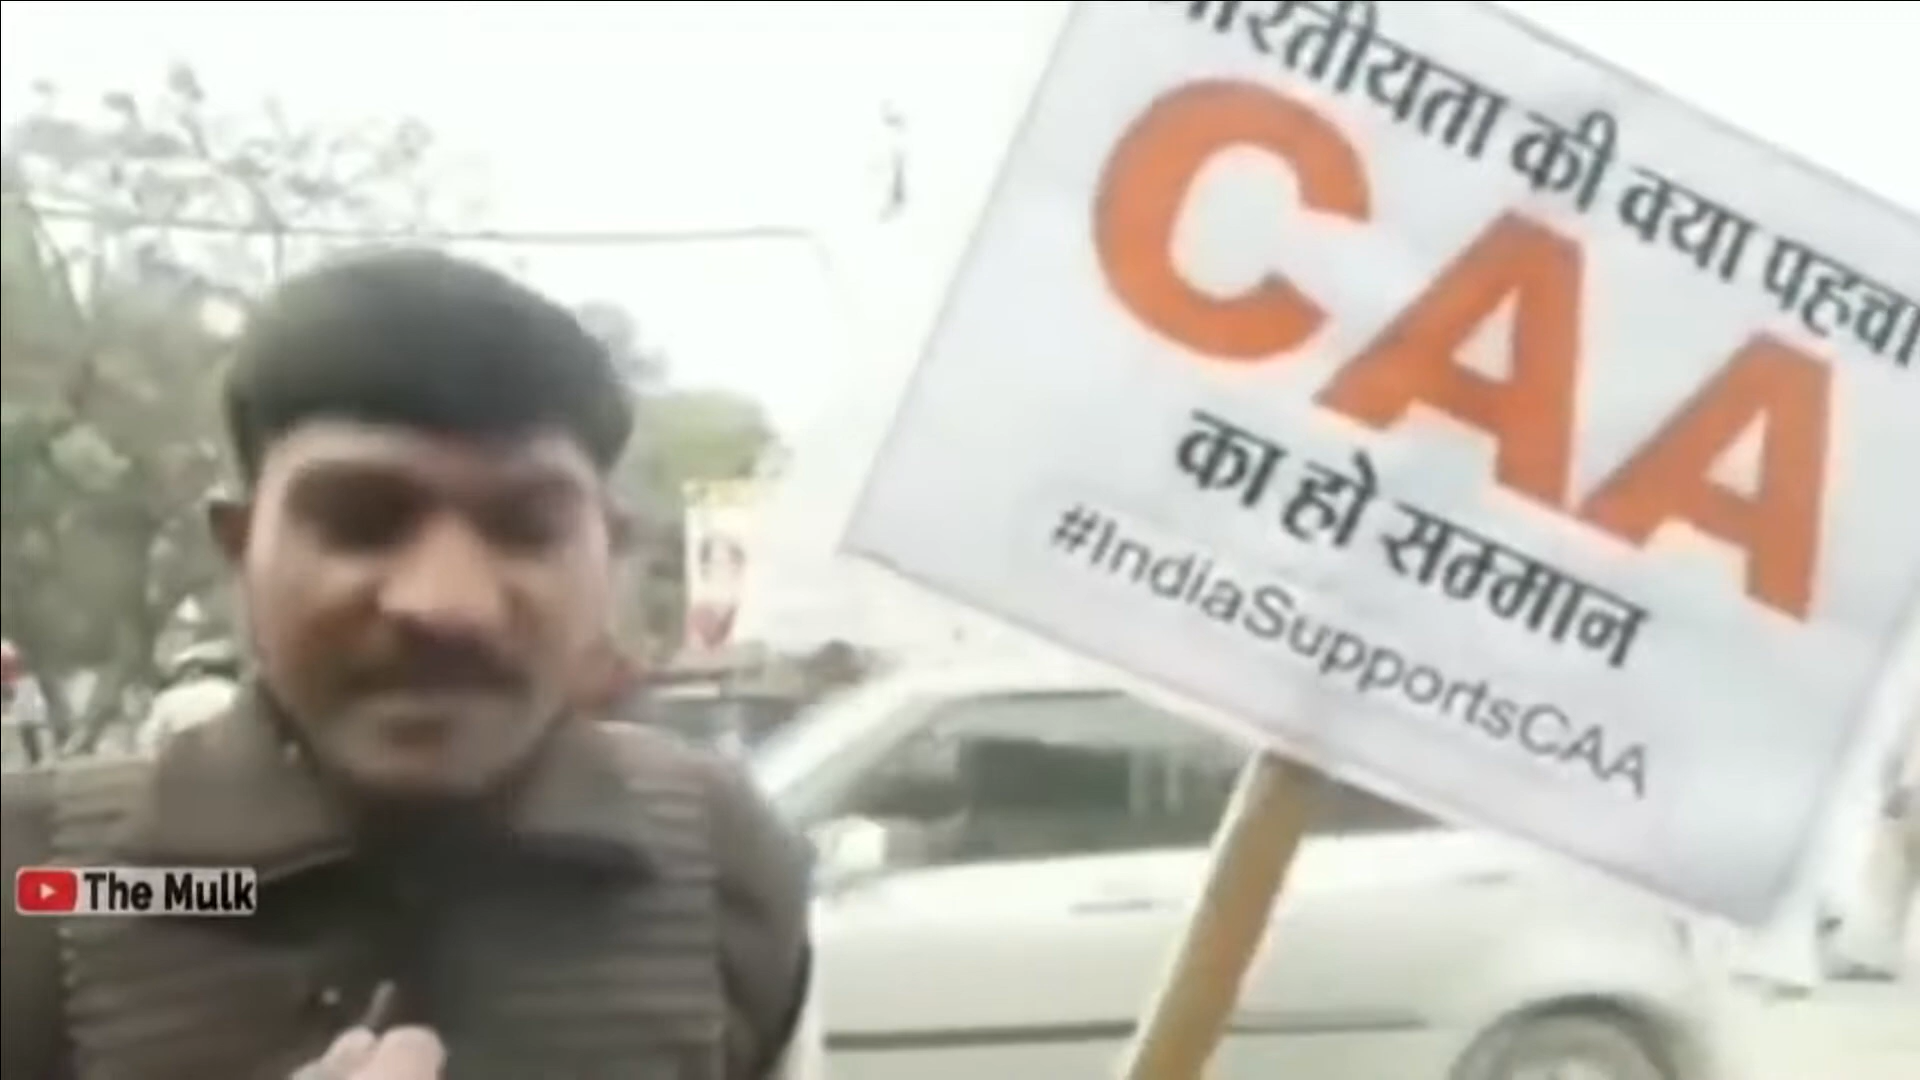 की क्या
CAA
का हो सम्मान
#IndiaSupportsCAA
The Mulk